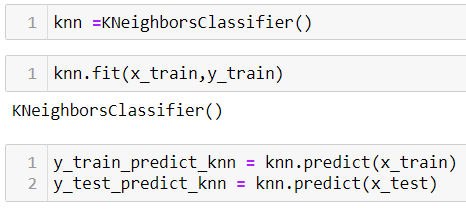 1 knn =KNeighborsClassifier()
1 knn.fit(x_train,y_train)
KNeighborsClassifier()
1 y_train_predict_knn = knn.predict(x_train)
2 y_test_predict_knn = knn.predict(x_test)